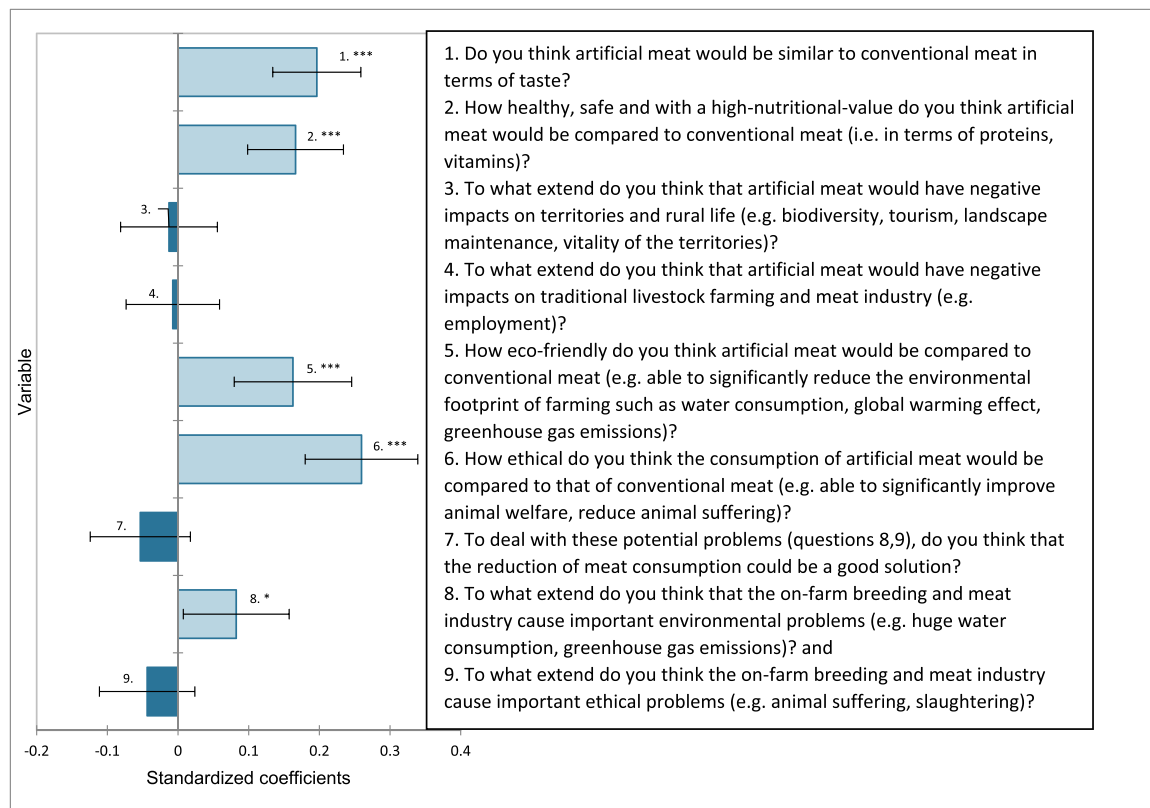 1. ***
2. ***
3.
4.
5. ***
6. ***
7.
8. *
9.
Variable
-0.2 -0.1 0 0.1 0.2 0.3 0.4
Standardized coefficients
1. Do you think artificial meat would be similar to conventional meat in
terms of taste?
2. How healthy, safe and with a high-nutritional-value do you think artificial
meat would be compared to conventional meat (i.e. in terms of proteins,
vitamins)?
3. To what extend do you think that artificial meat would have negative
impacts on territories and rural life (e.g. biodiversity, tourism, landscape
maintenance, vitality of the territories)?
4. To what extend do you think that artificial meat would have negative
impacts on traditional livestock farming and meat industry (e.g.
employment)?
5. How eco-friendly do you think artificial meat would be compared to
conventional meat (e.g. able to significantly reduce the environmental
footprint of farming such as water consumption, global warming effect,
greenhouse gas emissions)?
6. How ethical do you think the consumption of artificial meat would be
compared to that of conventional meat (e.g. able to significantly improve
animal welfare, reduce animal suffering)?
7. To deal with these potential problems (questions 8,9), do you think that
the reduction of meat consumption could be a good solution?
8. To what extend do you think that the on-farm breeding and meat
industry cause important environmental problems (e.g. huge water
consumption, greenhouse gas emissions)? and
9. To what extend do you think the on-farm breeding and meat industry
cause important ethical problems (e.g. animal suffering, slaughtering)?